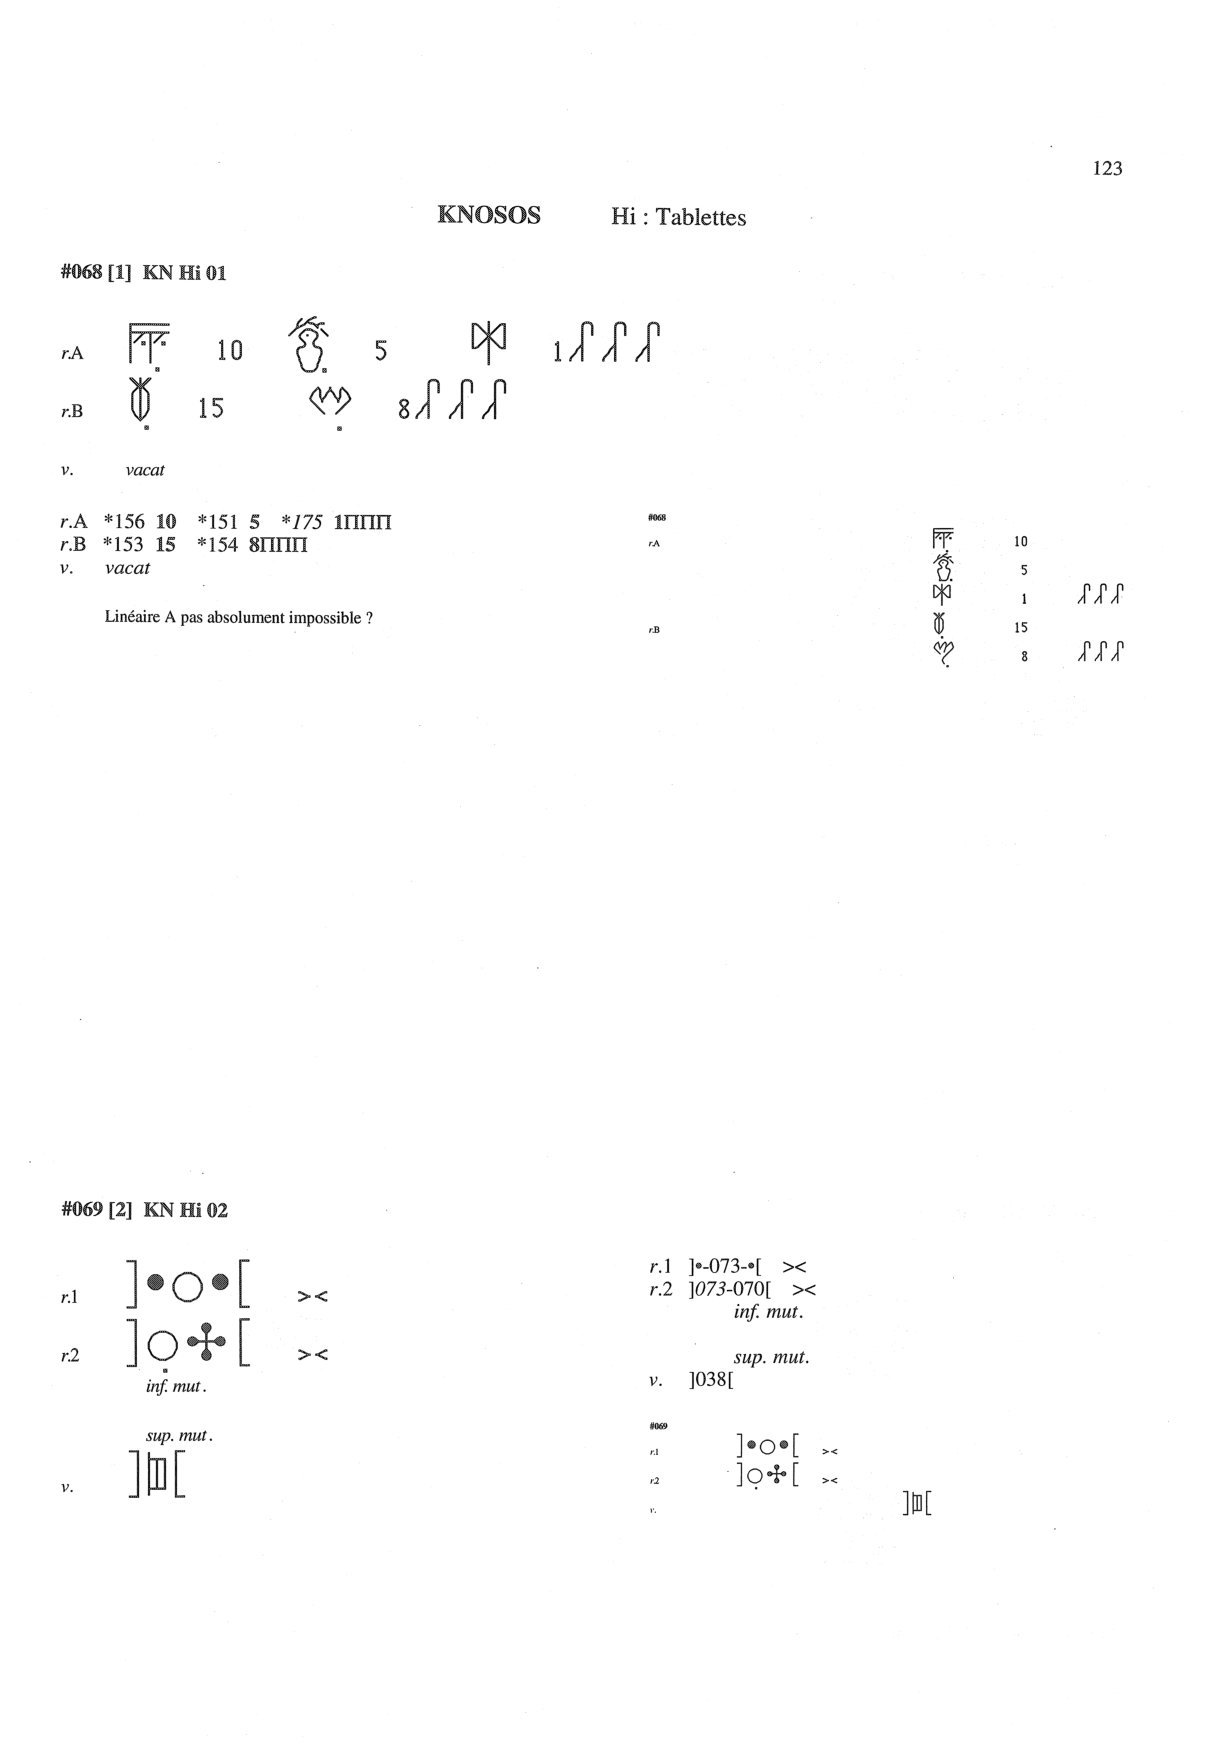 123
KNOSOS Hi : Tablettes
#068 [1] KN Hi 01
r.A 10 5 1
r.B 15 8
v. vacat
r.A *156 10 *151 5 *175 1ΠΠΠ
r.B *153 15 *154 8ΠΠΠ
v. vacat
Linéaire A pas absolument impossible ?
#068
r.A 10
5
1
r.B 15
8
#069 [2] KN Hi 02
r.1 ]•O•[ ><
r.2 ]O[ ><
inf. mut.
sup. mut.
v. ][
r.1 ]•-073-•[ ><
r.2 ]073-070[ ><
inf. mut.
sup. mut.
v. ]038[
#069
r.1 ]•O•[ ><
r.2 ]O[ ><
v. ][